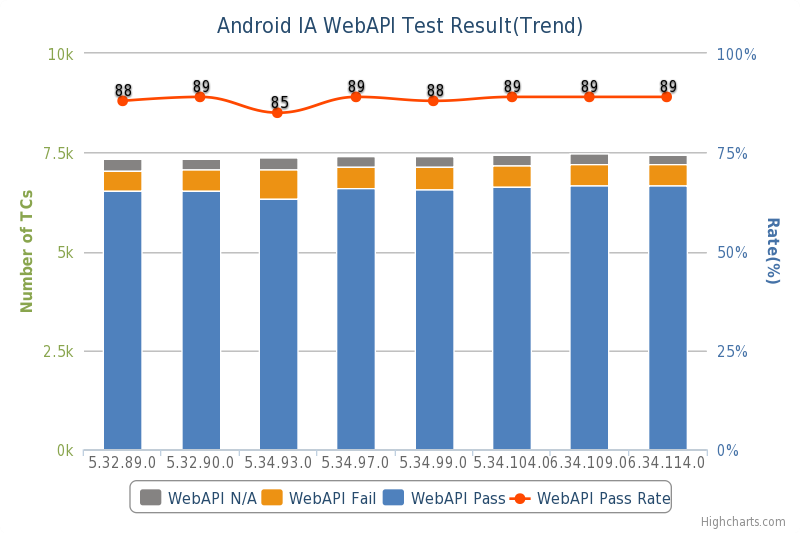 Android IA WebAPI Test Result(Trend)
10k
7.5k
5k
2.5k
0k
Number of TCs
100%
75%
50%
25%
0%
Rate(%)
88 89 85 89 88 89 89 89
5.32.89.0 5.32.90.0 5.34.93.0 5.34.97.0 5.34.99.0 5.34.104.0 5.34.109.0 5.34.114.0
WebAPI N/A WebAPI Fail WebAPI Pass WebAPI Pass Rate
Highcharts.com